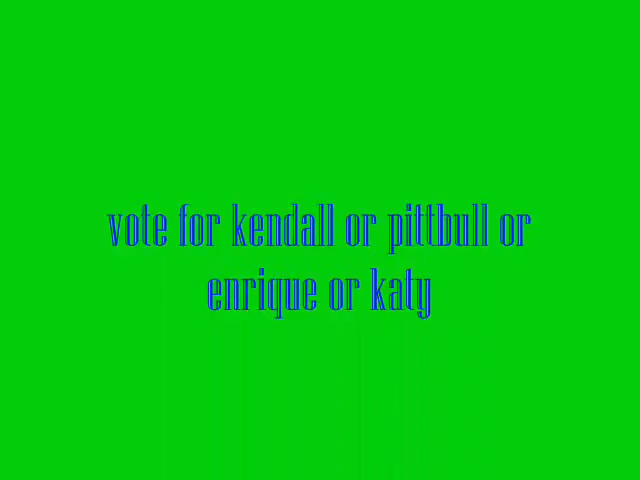 vote for kendall or pittbull or
enrique or katy